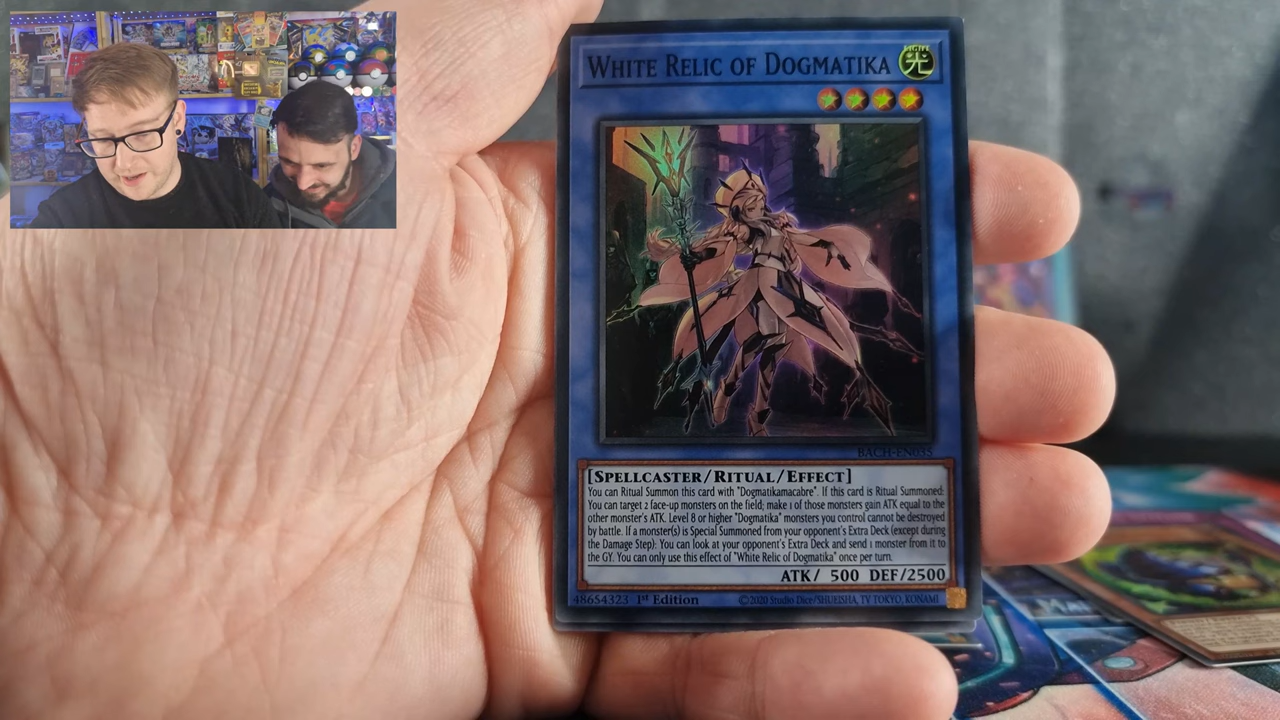 WHITE RELIC OF DOGMATIKA
LIGHT
光
BACH-EN035
[SPELLCASTER/RITUAL/EFFECT]
You can Ritual Summon this card with "Dogmatikamacabre". If this card is Ritual Summoned:
You can target 2 face-up monsters on the field; make 1 of those monsters gain ATK equal to the
other monster's ATK. Level 8 or higher "Dogmatika" monsters you control cannot be destroyed
by battle. If a monster(s) is Special Summoned from your opponent's Extra Deck (except during
the Damage Step): You can look at your opponent's Extra Deck and send 1 monster from it to
the GY. You can only use this effect of "White Relic of Dogmatika" once per turn.
ATK/ 500 DEF/2500
48654323 1st Edition ©2020 Studio Dice/SHUEISHA, TV TOKYO, KONAMI